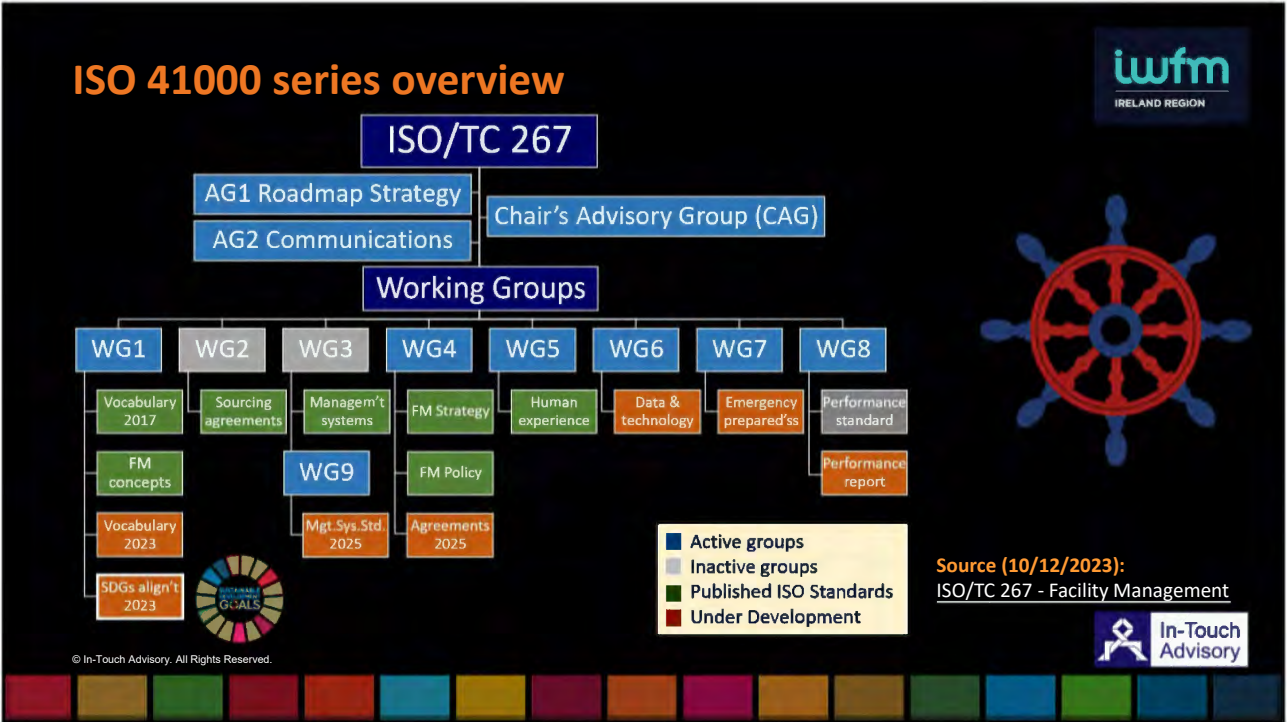 ISO 41000 series overview
iwfm
IRELAND REGION
ISO/TC 267
AG1 Roadmap Strategy
Chair's Advisory Group (CAG)
AG2 Communications
Working Groups
WG1
WG2
WG3
WG4
WG5
WG6
WG7
WG8
Vocabulary
2017
Sourcing
agreements
Managem't
systems
FM Strategy
Human
experience
Data &
technology
Emergency
prepared'ss
Performance
standard
FM
concepts
WG9
FM Policy
Performance
report
Vocabulary
2023
Mgt.Sys.Std.
2025
Agreements
2025
SDGs align't
2023
SUSTAINABLE
DEVELOPMENT
GOALS
Active groups
Inactive groups
Published ISO Standards
Under Development
Source (10/12/2023):
ISO/TC 267 - Facility Management
In-Touch
Advisory
© In-Touch Advisory. All Rights Reserved.